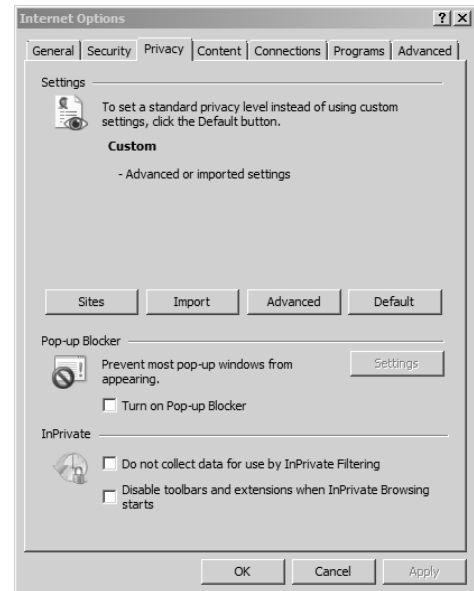 Internet Options
? X
General Security Privacy Content Connections Programs Advanced
Settings
To set a standard privacy level instead of using custom
settings, click the Default button.
Custom
- Advanced or imported settings
Sites Import Advanced Default
Pop-up Blocker
Prevent most pop-up windows from
appearing.
Settings
Turn on Pop-up Blocker
InPrivate
Do not collect data for use by InPrivate Filtering
Disable toolbars and extensions when InPrivate Browsing
starts
OK Cancel Apply